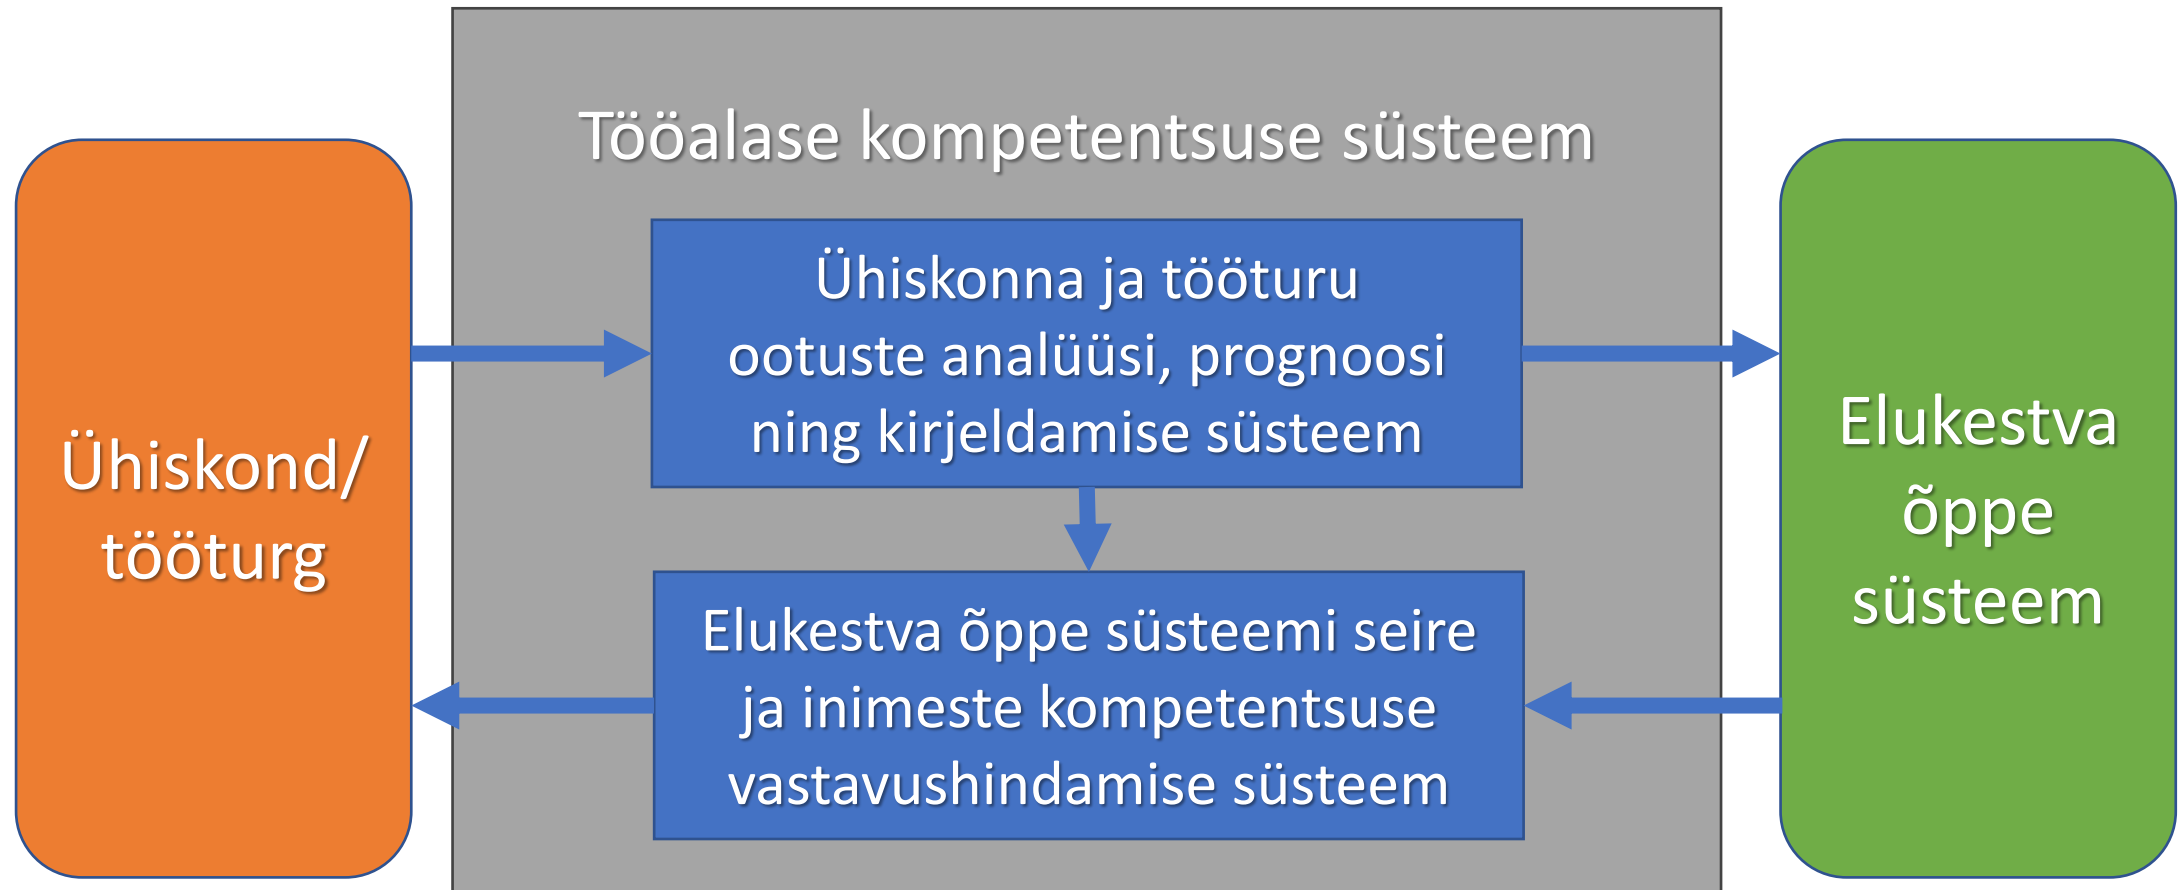 Tööalase kompetentsuse süsteem
Ühiskond/
tööturg
Ühiskonna ja tööturu
ootuste analüüsi, prognoosi
ning kirjeldamise süsteem
Elukestva õppe süsteemi seire
ja inimeste kompetentsuse
vastavushindamise süsteem
Elukestva
õppe
süsteem